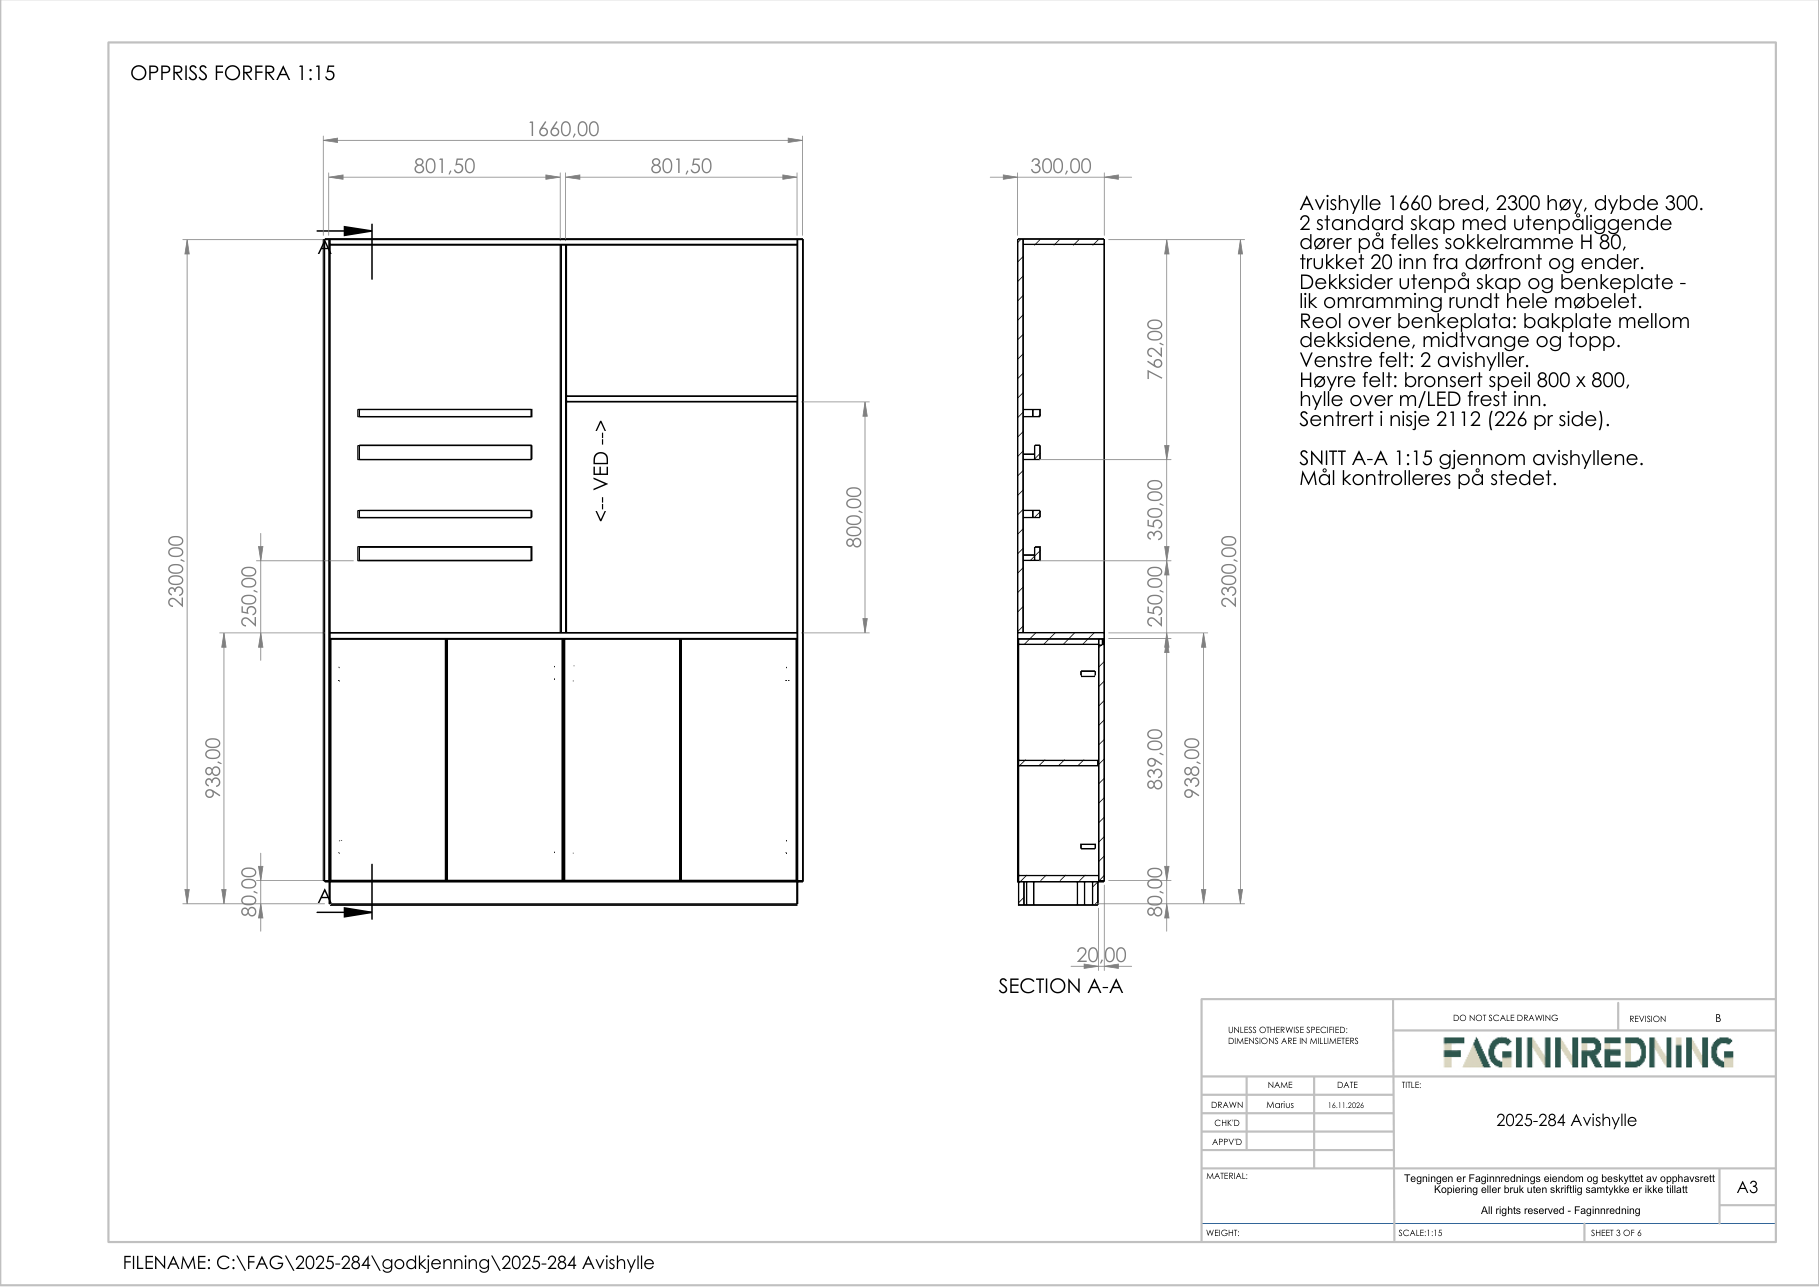 OPPRISS FORFRA 1:15
1660,00
801,50
801,50
300,00
A
2300,00
938,00
250,00
80,00
A
<-- VED -->
800,00
762,00
350,00
250,00
2300,00
839,00
938,00
80,00
20,00
SECTION A-A
Avishylle 1660 bred, 2300 høy, dybde 300.
2 standard skap med utenpåliggende
dører på felles sokkelramme H 80,
trukket 20 inn fra dørfront og ender.
Dekksider utenpå skap og benkeplate -
lik omramming rundt hele møbelet.
Reol over benkeplata: bakplate mellom
dekksidene, midtvange og topp.
Venstre felt: 2 avishyller.
Høyre felt: bronsert speil 800 x 800,
hylle over m/LED frest inn.
Sentrert i nisje 2112 (226 pr side).
SNITT A-A 1:15 gjennom avishyllene.
Mål kontrolleres på stedet.
UNLESS OTHERWISE SPECIFIED:
DIMENSIONS ARE IN MILLIMETERS
DO NOT SCALE DRAWING
REVISION B
FAGINNREDNING
NAME DATE
DRAWN Marius 16.11.2026
CHK'D
APPV'D
TITLE:
2025-284 Avishylle
MATERIAL:
Tegningen er Faginnrednings eiendom og beskyttet av opphavsrett
Kopiering eller bruk uten skriftlig samtykke er ikke tillatt
All rights reserved - Faginnredning
A3
WEIGHT:
SCALE:1:15
SHEET 3 OF 6
FILENAME: C:\FAG\2025-284\godkjenning\2025-284 Avishylle